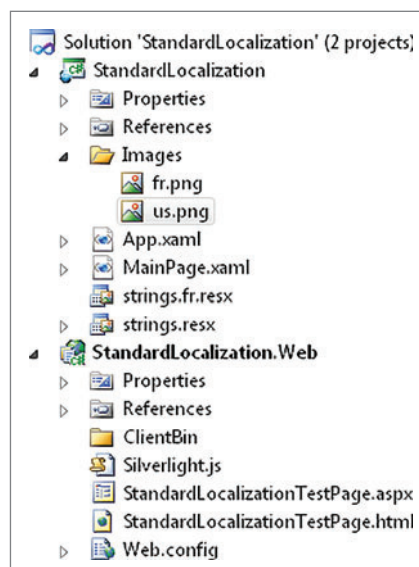 Solution 'StandardLocalization' (2 projects)
StandardLocalization
Properties
References
Images
fr.png
us.png
App.xaml
MainPage.xaml
strings.fr.resx
strings.resx
StandardLocalization.Web
Properties
References
ClientBin
Silverlight.js
StandardLocalizationTestPage.aspx
StandardLocalizationTestPage.html
Web.config